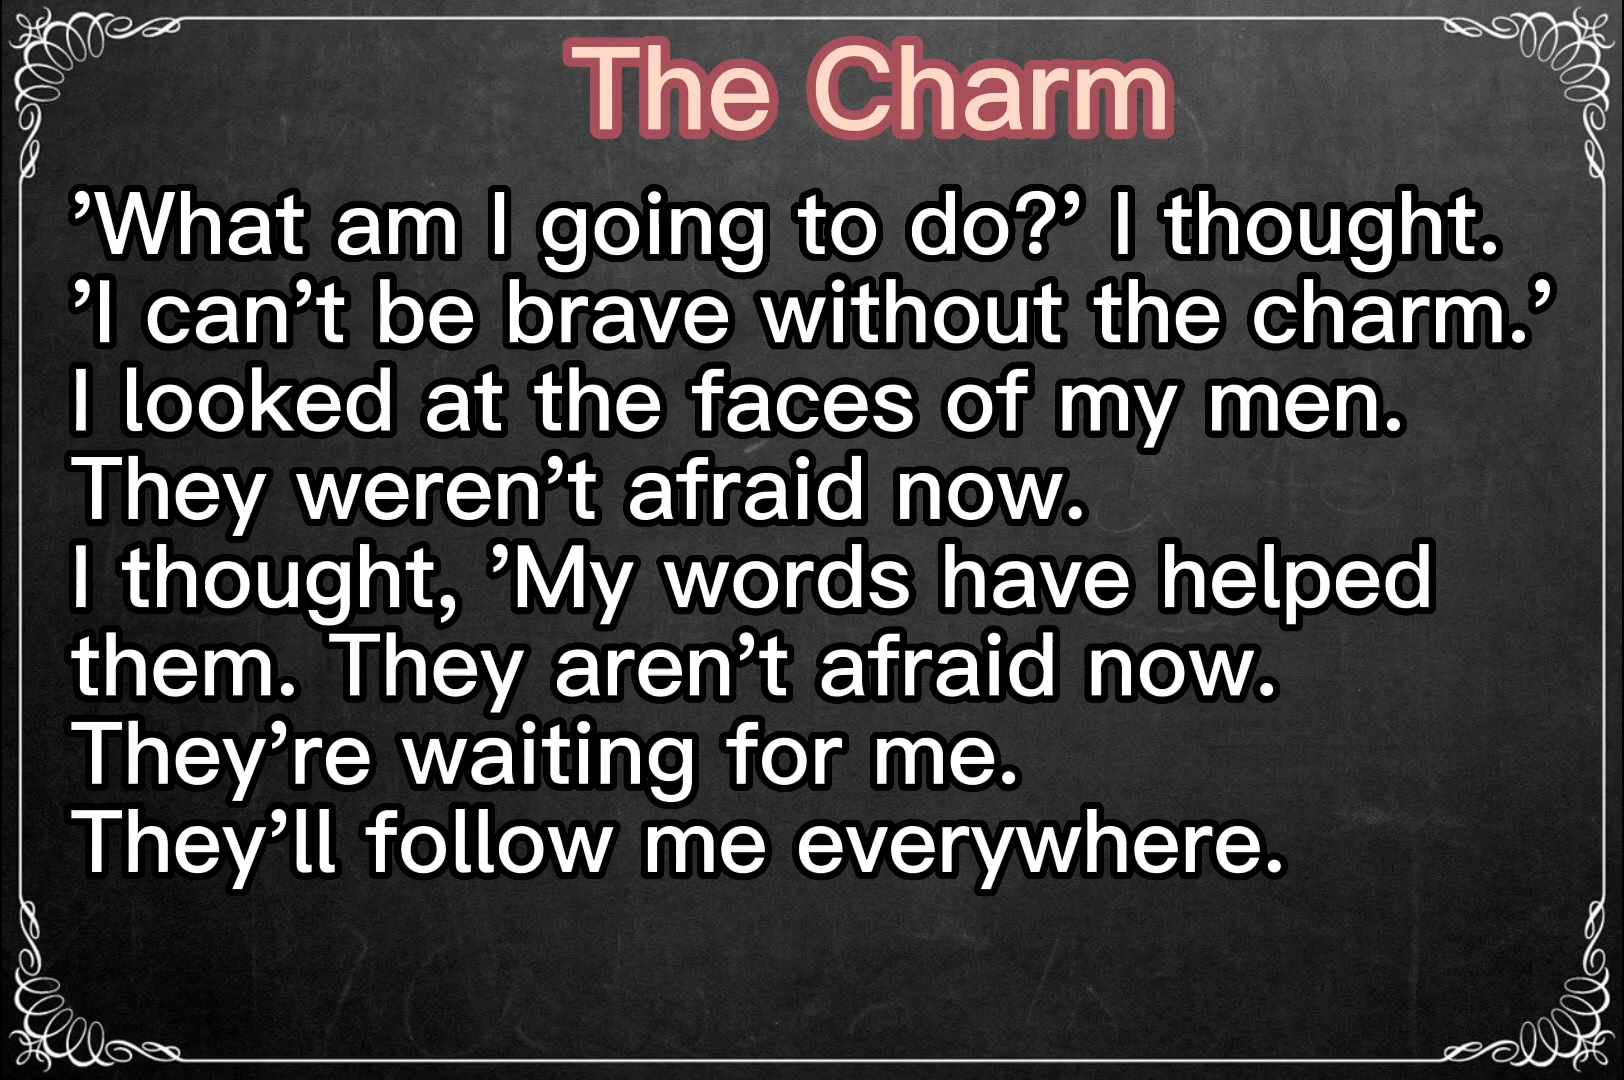 The Charm
’What am I going to do?’ I thought.
’I can’t be brave without the charm.’
I looked at the faces of my men.
They weren’t afraid now.
I thought, ’My words have helped
them. They aren’t afraid now.
They’re waiting for me.
They’ll follow me everywhere.